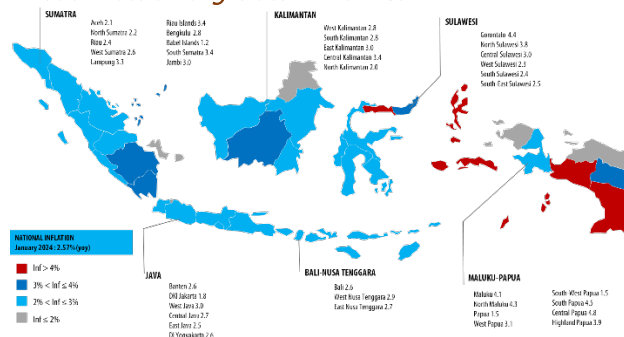 SUMATRA
Aceh 2.1
North Sumatra 2.2
Riau 2.4
West Sumatra 2.6
Lampung 3.3
Riau Islands 3.4
Bengkulu 2.8
Babel Islands 1.2
South Sumatra 3.4
Jambi 3.0
KALIMANTAN
West Kalimantan 2.8
South Kalimantan 2.8
East Kalimantan 3.0
Central Kalimantan 3.4
North Kalimantan 2.0
SULAWESI
Gorontalo 4.4
North Sulawesi 3.8
Central Sulawesi 3.0
West Sulawesi 2.3
South Sulawesi 2.4
South-East Sulawesi 2.5
NATIONAL INFLATION
January 2024 : 2.57% (yoy)
Inf > 4%
3% < Inf ≤ 4%
2% < Inf ≤ 3%
Inf ≤ 2%
JAVA
Banten 2.6
DKI Jakarta 1.8
West Java 3.0
Central Java 2.7
East Java 2.5
DI Yogyakarta 2.6
BALI-NUSA TENGGARA
Bali 2.6
West Nusa Tenggara 2.9
East Nusa Tenggara 2.7
MALUKU-PAPUA
Maluku 4.1
North Maluku 4.3
Papua 1.5
West Papua 3.1
South-West Papua 1.5
South Papua 4.3
Central Papua 4.8
Highland Papua 3.9